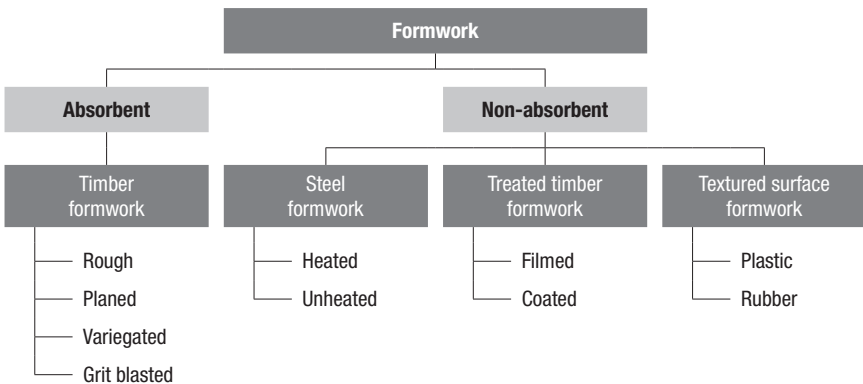 Formwork
Absorbent
Non-absorbent
Timber
formwork
Steel
formwork
Treated timber
formwork
Textured surface
formwork
Rough
Planed
Variegated
Grit blasted
Heated
Unheated
Filmed
Coated
Plastic
Rubber